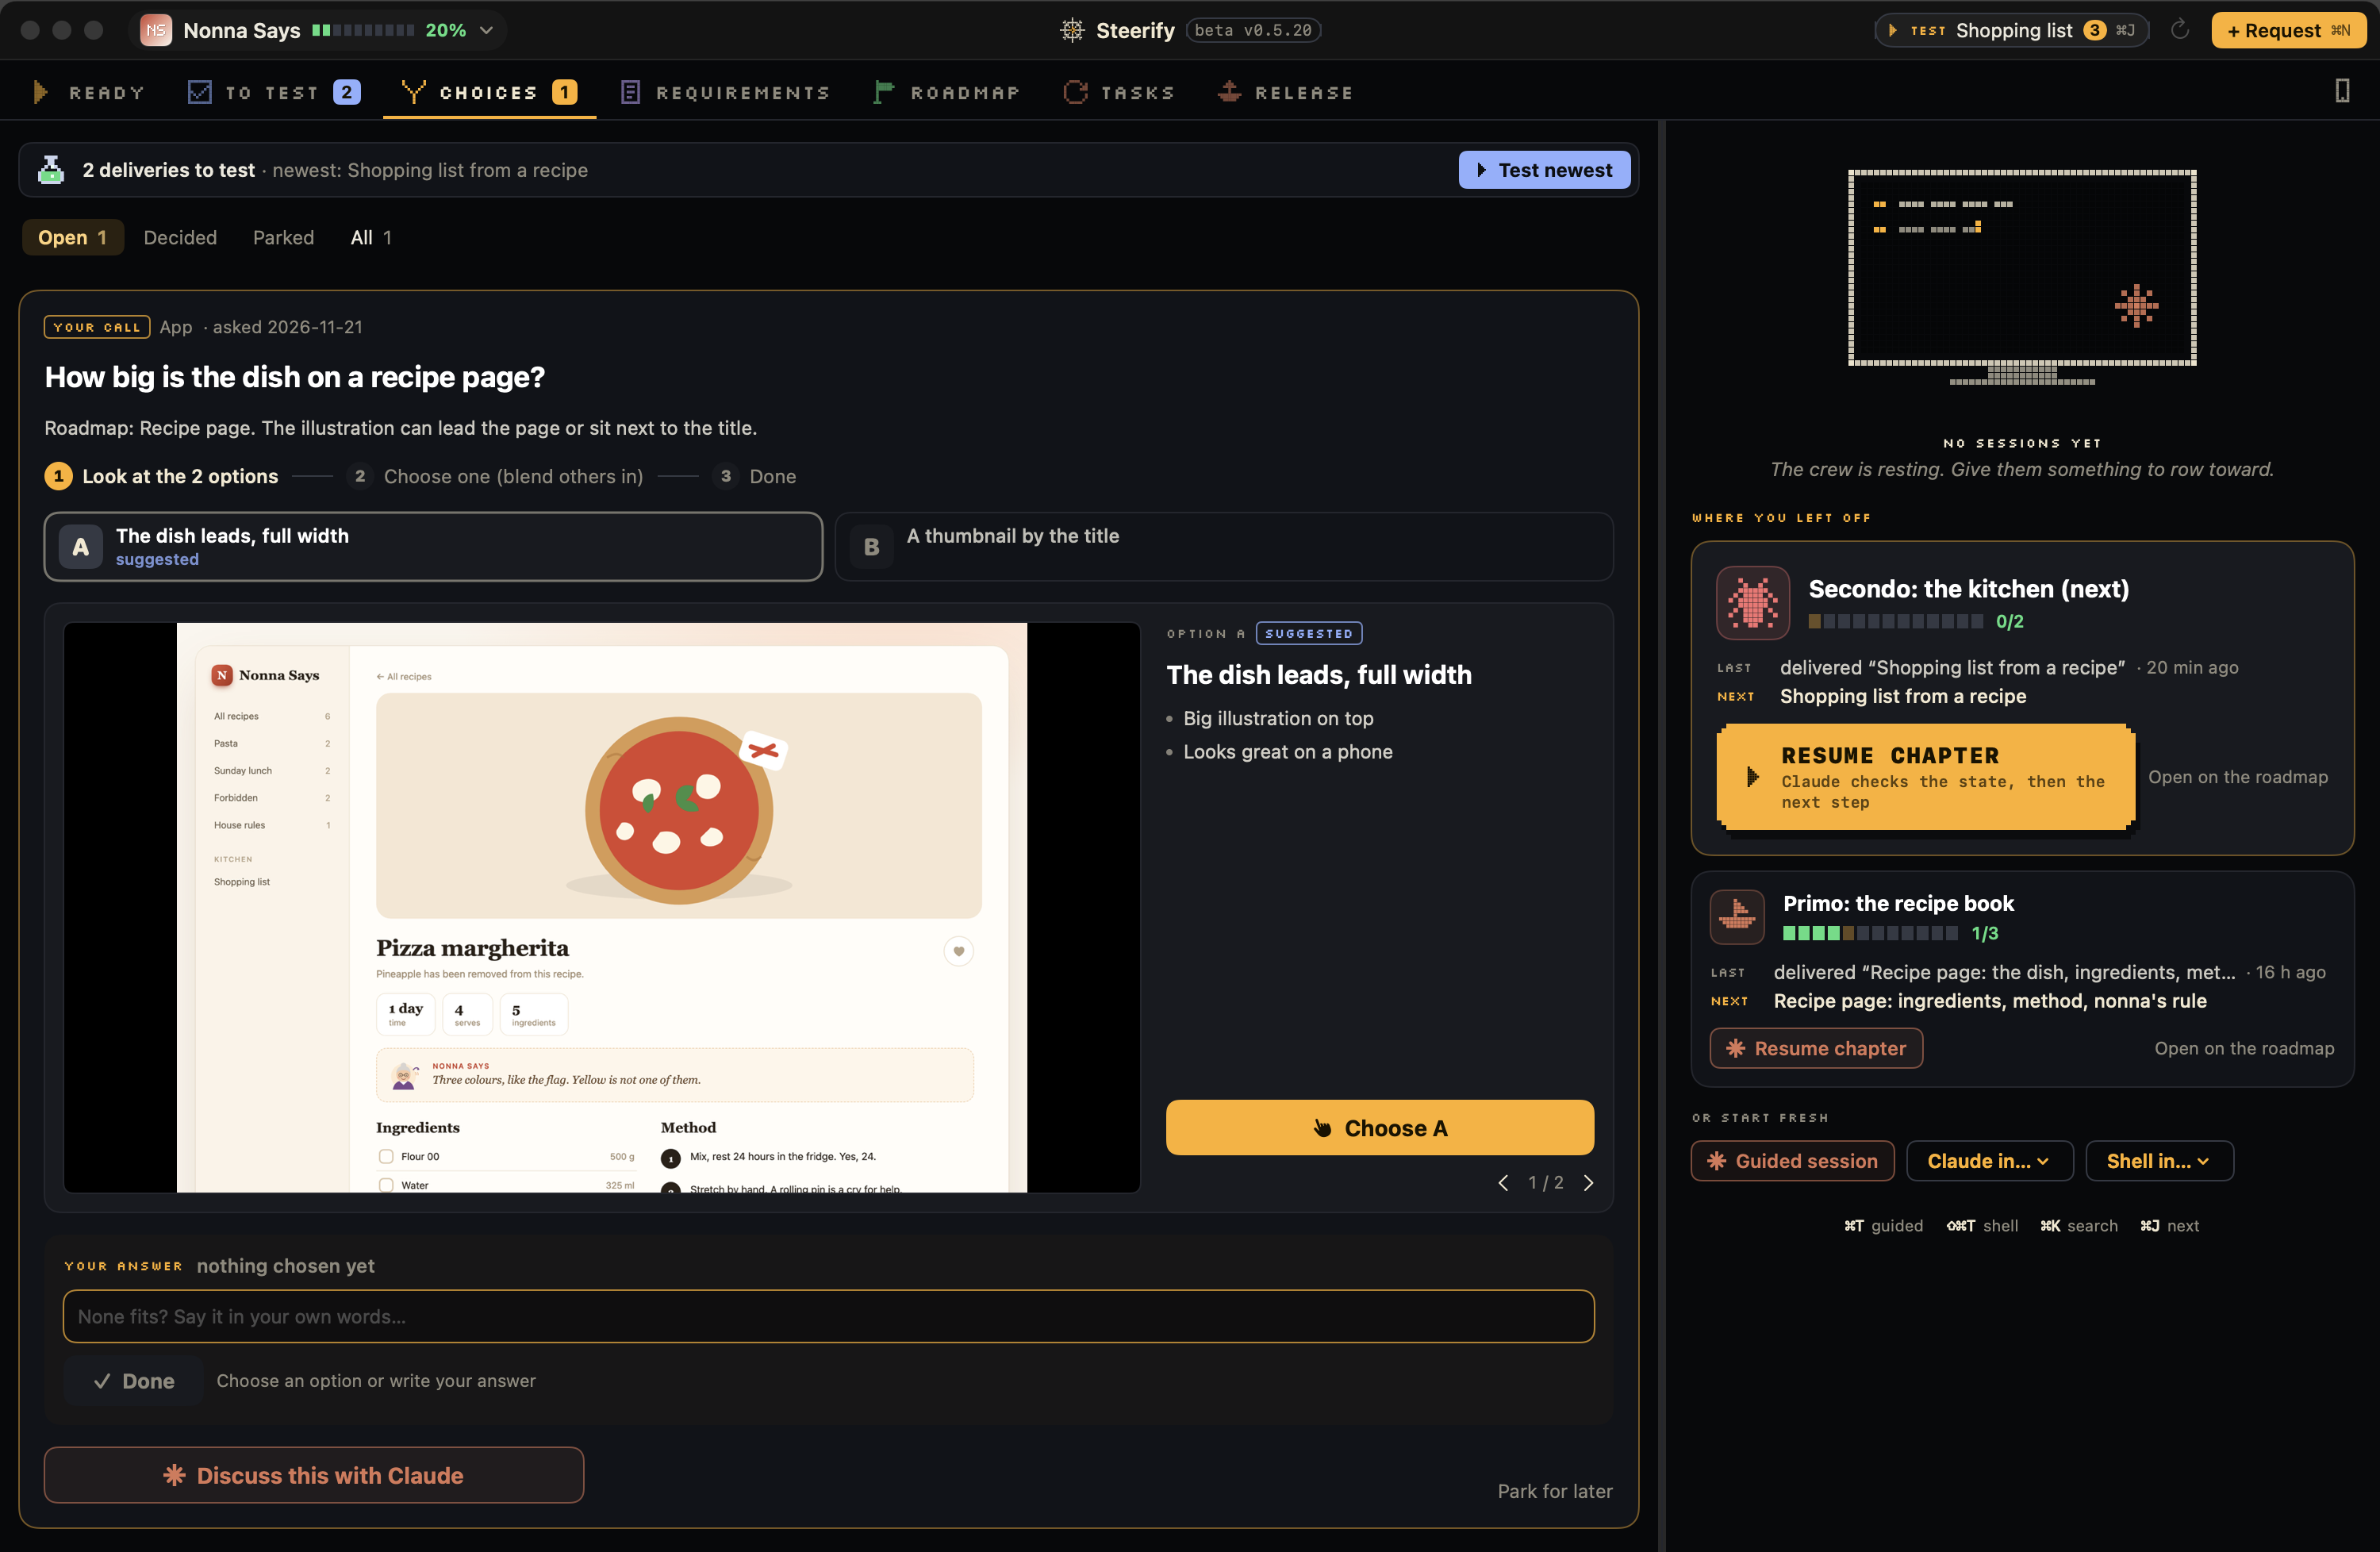 NS Nonna Says 20%
Steerify beta v0.5.20
TEST Shopping list 3 ⌘J
+ Request ⌘N
READY
TO TEST 2
CHOICES 1
REQUIREMENTS
ROADMAP
TASKS
RELEASE
2 deliveries to test · newest: Shopping list from a recipe
Test newest
Open 1 Decided Parked All 1
YOUR CALL App · asked 2026-11-21
How big is the dish on a recipe page?
Roadmap: Recipe page. The illustration can lead the page or sit next to the title.
1 Look at the 2 options 2 Choose one (blend others in) 3 Done
A The dish leads, full width
suggested
B A thumbnail by the title
N Nonna Says
All recipes 6
Pasta 2
Sunday lunch 2
Forbidden 2
House rules 1
KITCHEN
Shopping list
← All recipes
Pizza margherita
Pineapple has been removed from this recipe.
1 day
time
4
serves
5
ingredients
NONNA SAYS
Three colours, like the flag. Yellow is not one of them.
Ingredients
Flour 00 500 g
Water 325 ml
Method
1 Mix, rest 24 hours in the fridge. Yes, 24.
Stretch by hand. A rolling pin is a cry for help.
OPTION A SUGGESTED
The dish leads, full width
• Big illustration on top
• Looks great on a phone
Choose A
1 / 2
YOUR ANSWER nothing chosen yet
None fits? Say it in your own words...
Done Choose an option or write your answer
Discuss this with Claude
Park for later
NO SESSIONS YET
The crew is resting. Give them something to row toward.
WHERE YOU LEFT OFF
Secondo: the kitchen (next)
0/2
LAST delivered “Shopping list from a recipe” · 20 min ago
NEXT Shopping list from a recipe
RESUME CHAPTER
Claude checks the state, then the
next step
Open on the roadmap
Primo: the recipe book
1/3
LAST delivered “Recipe page: the dish, ingredients, met... · 16 h ago
NEXT Recipe page: ingredients, method, nonna's rule
Resume chapter
Open on the roadmap
OR START FRESH
Guided session
Claude in...
Shell in...
⌘T guided ⇧⌘T shell ⌘K search ⌘J next